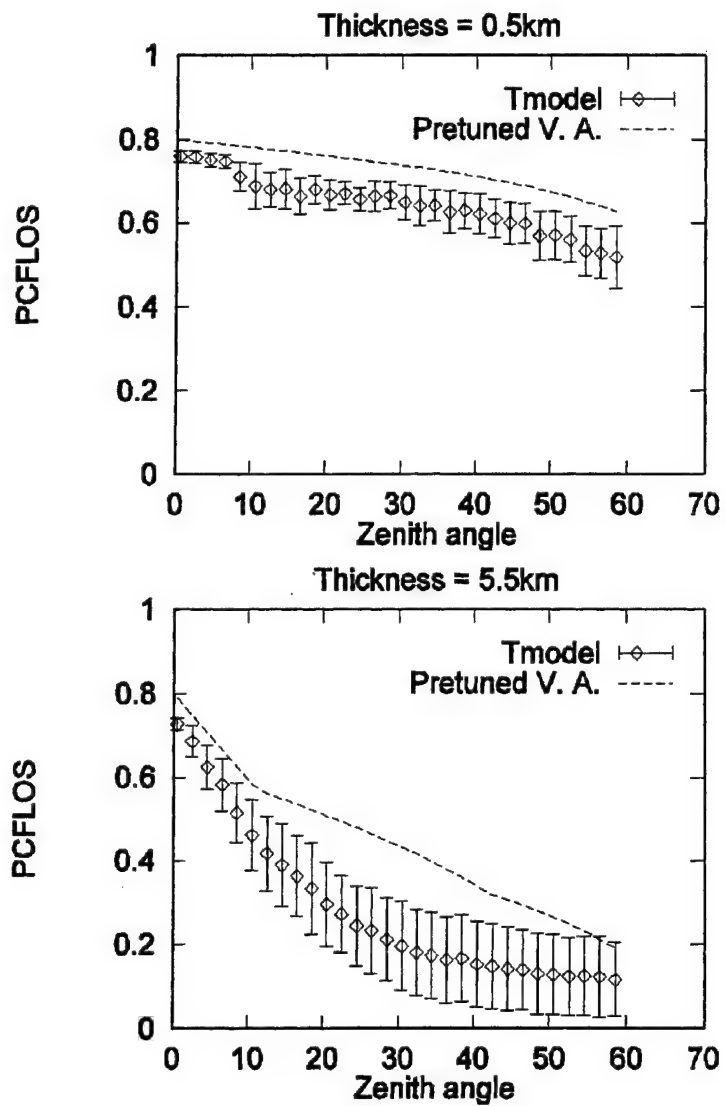 Thickness = 0.5km
1
Tmodel
Pretuned V. A.
0.8
0.6
PCFLOS
0.4
0.2
0
0 10 20 30 40 50 60 70
Zenith angle
Thickness = 5.5km
1
Tmodel
Pretuned V. A.
0.8
0.6
PCFLOS
0.4
0.2
0
0 10 20 30 40 50 60 70
Zenith angle